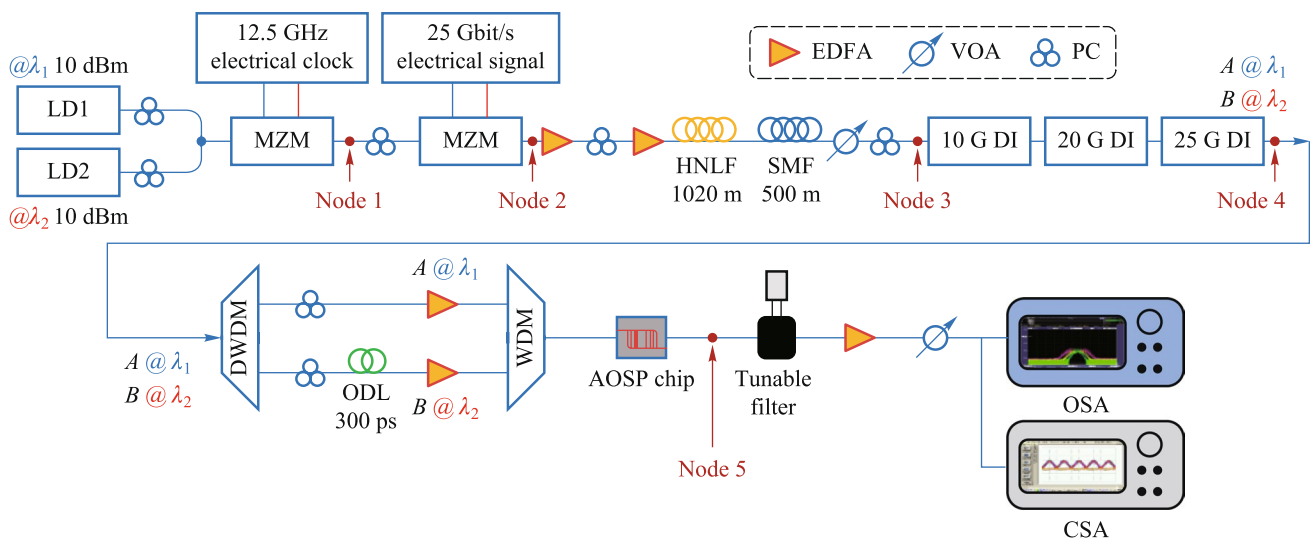 12.5 GHz
electrical clock
25 Gbit/s
electrical signal
EDFA
VOA
PC
@λ1 10 dBm
LD1
LD2
@λ2 10 dBm
MZM
Node 1
MZM
Node 2
HNLF
1020 m
SMF
500 m
Node 3
10 G DI
20 G DI
25 G DI
A @ λ1
B @ λ2
Node 4
A @ λ1
B @ λ2
DWDM
A @ λ1
ODL
300 ps
B @ λ2
WDM
AOSP chip
Node 5
Tunable
filter
OSA
CSA